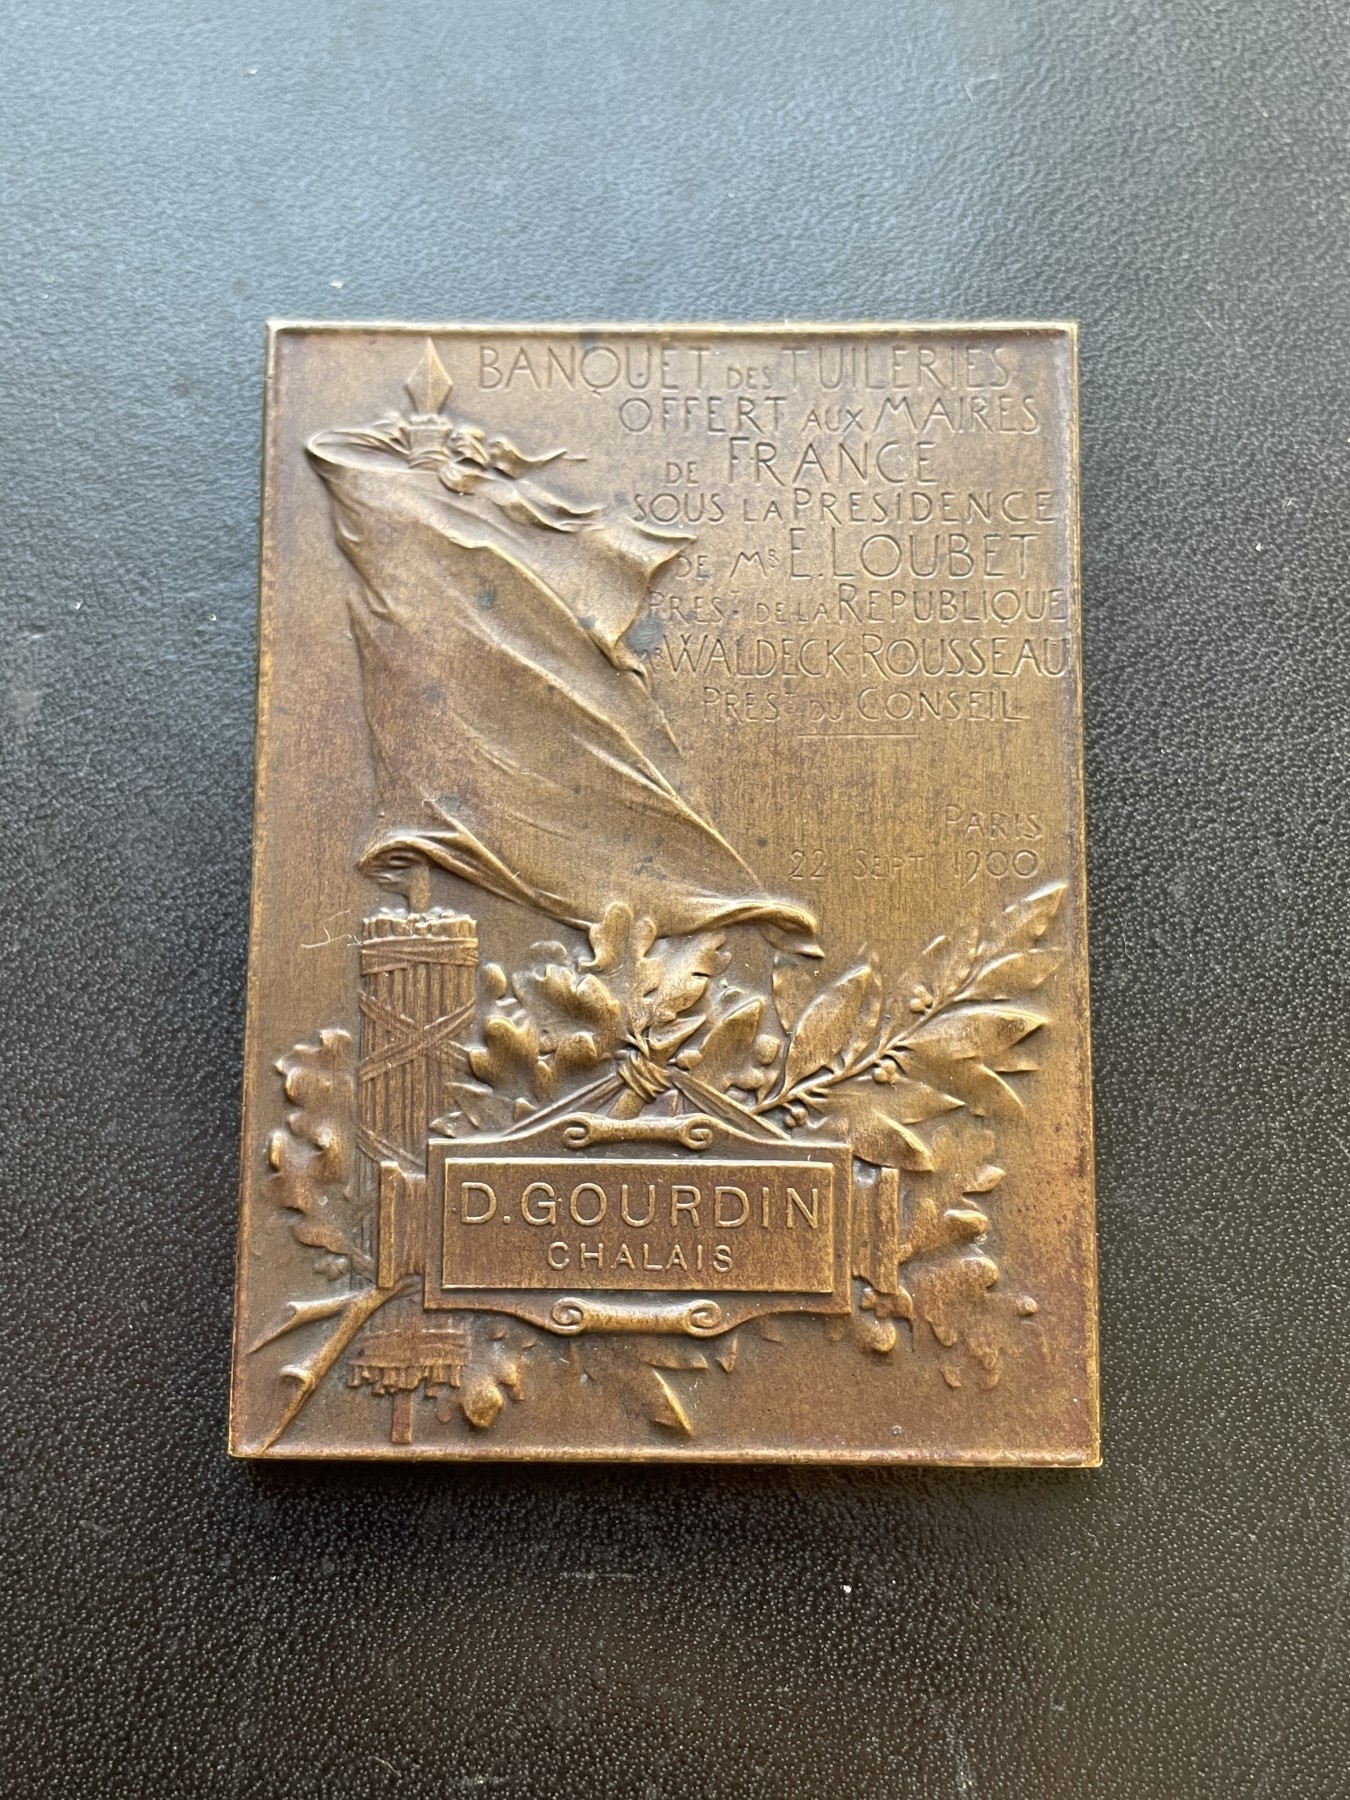 BANQUET DES TUILERIES
OFFERT AUX MAIRES
DE FRANCE
SOUS LA PRESIDENCE
DE MR E. LOUBET
PREST DE LA REPUBLIQUE
WALDECK-ROUSSEAU
PREST DU CONSEIL
PARIS
22 SEPT 1900
D. GOURDIN
CHALAIS